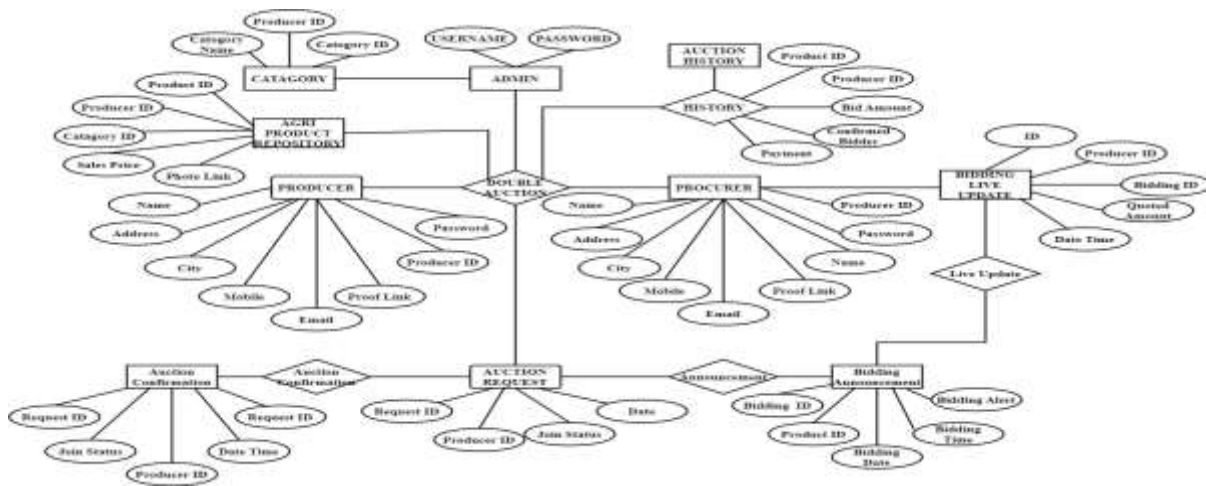 Producer ID
Category
Name
Category ID
USERNAME
PASSWORD
CATAGORY
ADMIN
AUCTION
HISTORY
Product ID
Producer ID
HISTORY
Bid Amount
Confirmed
Bidder
Payment
Product ID
Producer ID
Catagory ID
Sales Price
Photo Link
AGRI
PRODUCT
REPOSITORY
ID
Producer ID
Bidding ID
Quoted
Amount
Date Time
BIDDING
LIVE
UPDATE
PRODUCER
DOUBLE
AUCTION
PROCURER
Name
Address
City
Mobile
Email
Proof Link
Producer ID
Password
Name
Address
City
Mobile
Email
Proof Link
Name
Password
Producer ID
Live Update
Auction
Confirmation
Auction
Confirmation
AUCTION
REQUEST
Announcement
Bidding
Announcement
Request ID
Join Status
Producer ID
Date Time
Request ID
Request ID
Producer ID
Join Status
Date
Bidding ID
Product ID
Bidding
Date
Bidding
Time
Bidding Alert